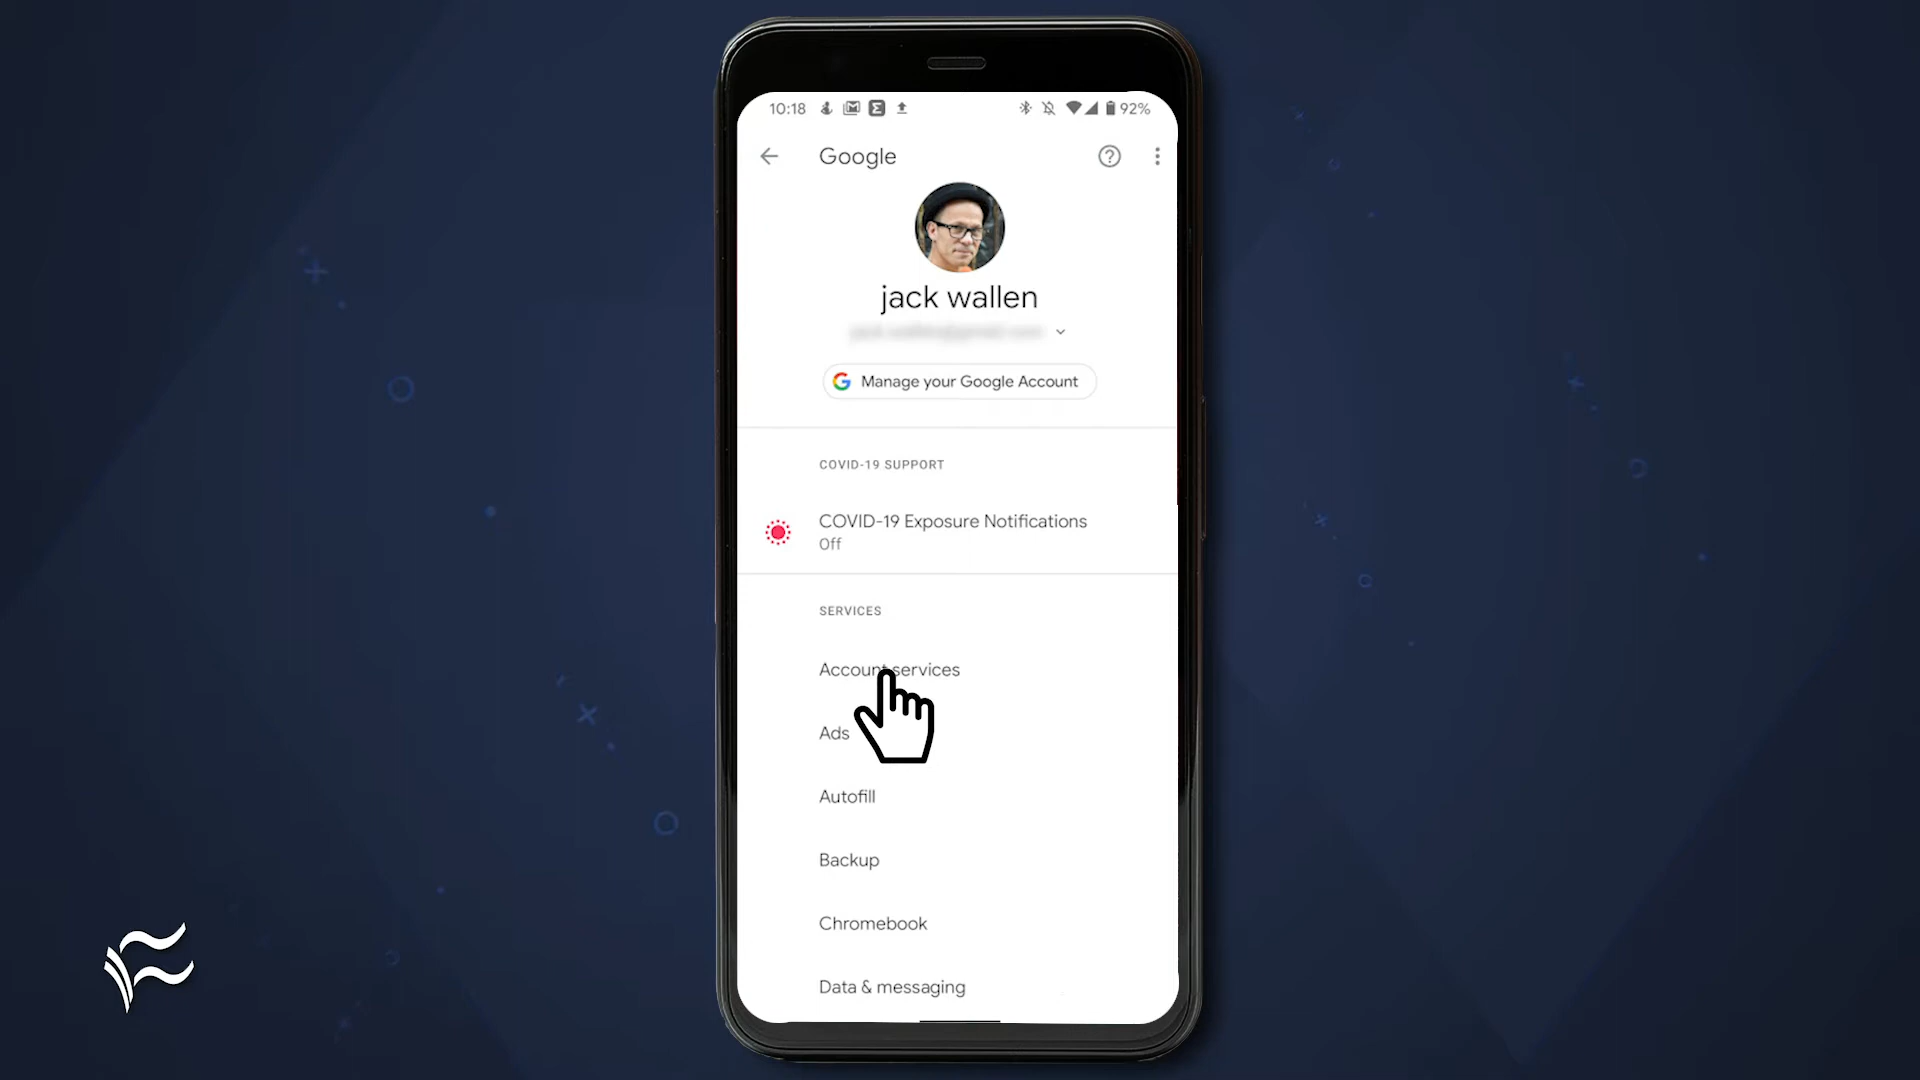 10:18
92%
Google
jack wallen
Manage your Google Account
COVID-19 SUPPORT
COVID-19 Exposure Notifications
Off
SERVICES
Account services
Ads
Autofill
Backup
Chromebook
Data & messaging